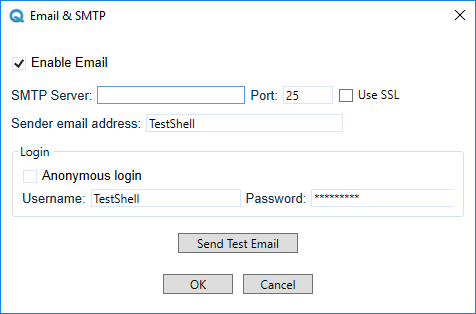 Email & SMTP
Enable Email
SMTP Server: Port: 25 Use SSL
Sender email address: TestShell
Login
Anonymous login
Username: TestShell Password: *********
Send Test Email
OK Cancel